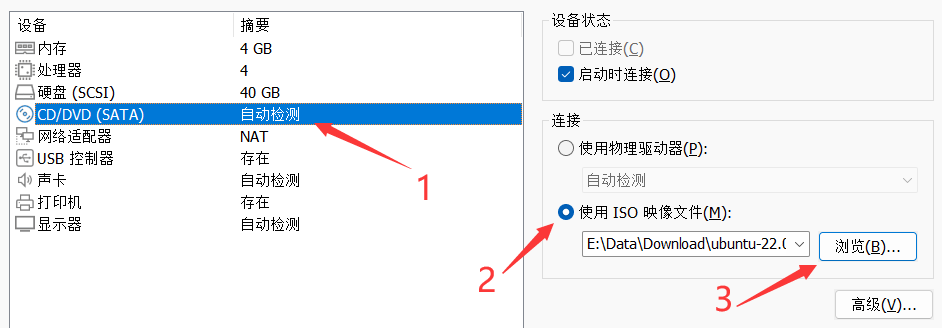 设备 摘要
内存 4 GB
处理器 4
硬盘 (SCSI) 40 GB
CD/DVD (SATA) 自动检测
网络适配器 NAT
USB 控制器 存在
声卡 自动检测
打印机 存在
显示器 自动检测
1
设备状态
已连接(C)
启动时连接(O)
连接
使用物理驱动器(P):
自动检测
使用 ISO 映像文件(M):
E:\Data\Download\ubuntu-22.0 浏览(B)...
2
3
高级(V)...